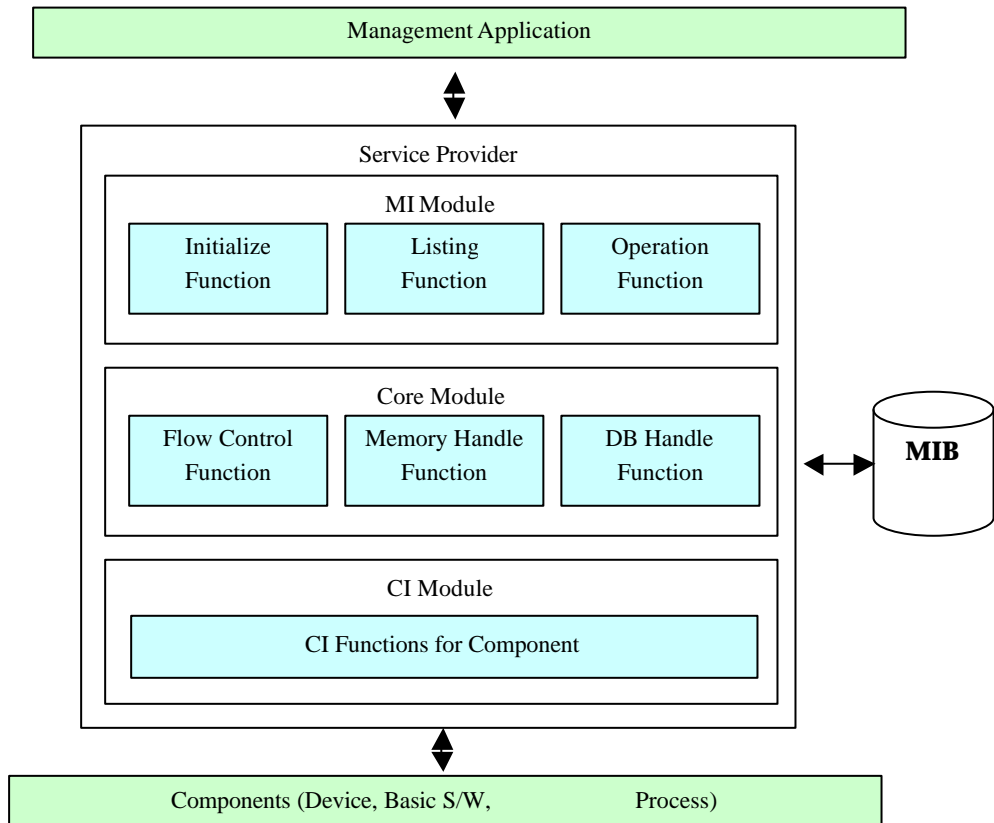 Management Application
Service Provider
MI Module
Initialize
Function
Listing
Function
Operation
Function
Core Module
Flow Control
Function
Memory Handle
Function
DB Handle
Function
MIB
CI Module
CI Functions for Component
Components (Device, Basic S/W, Process)